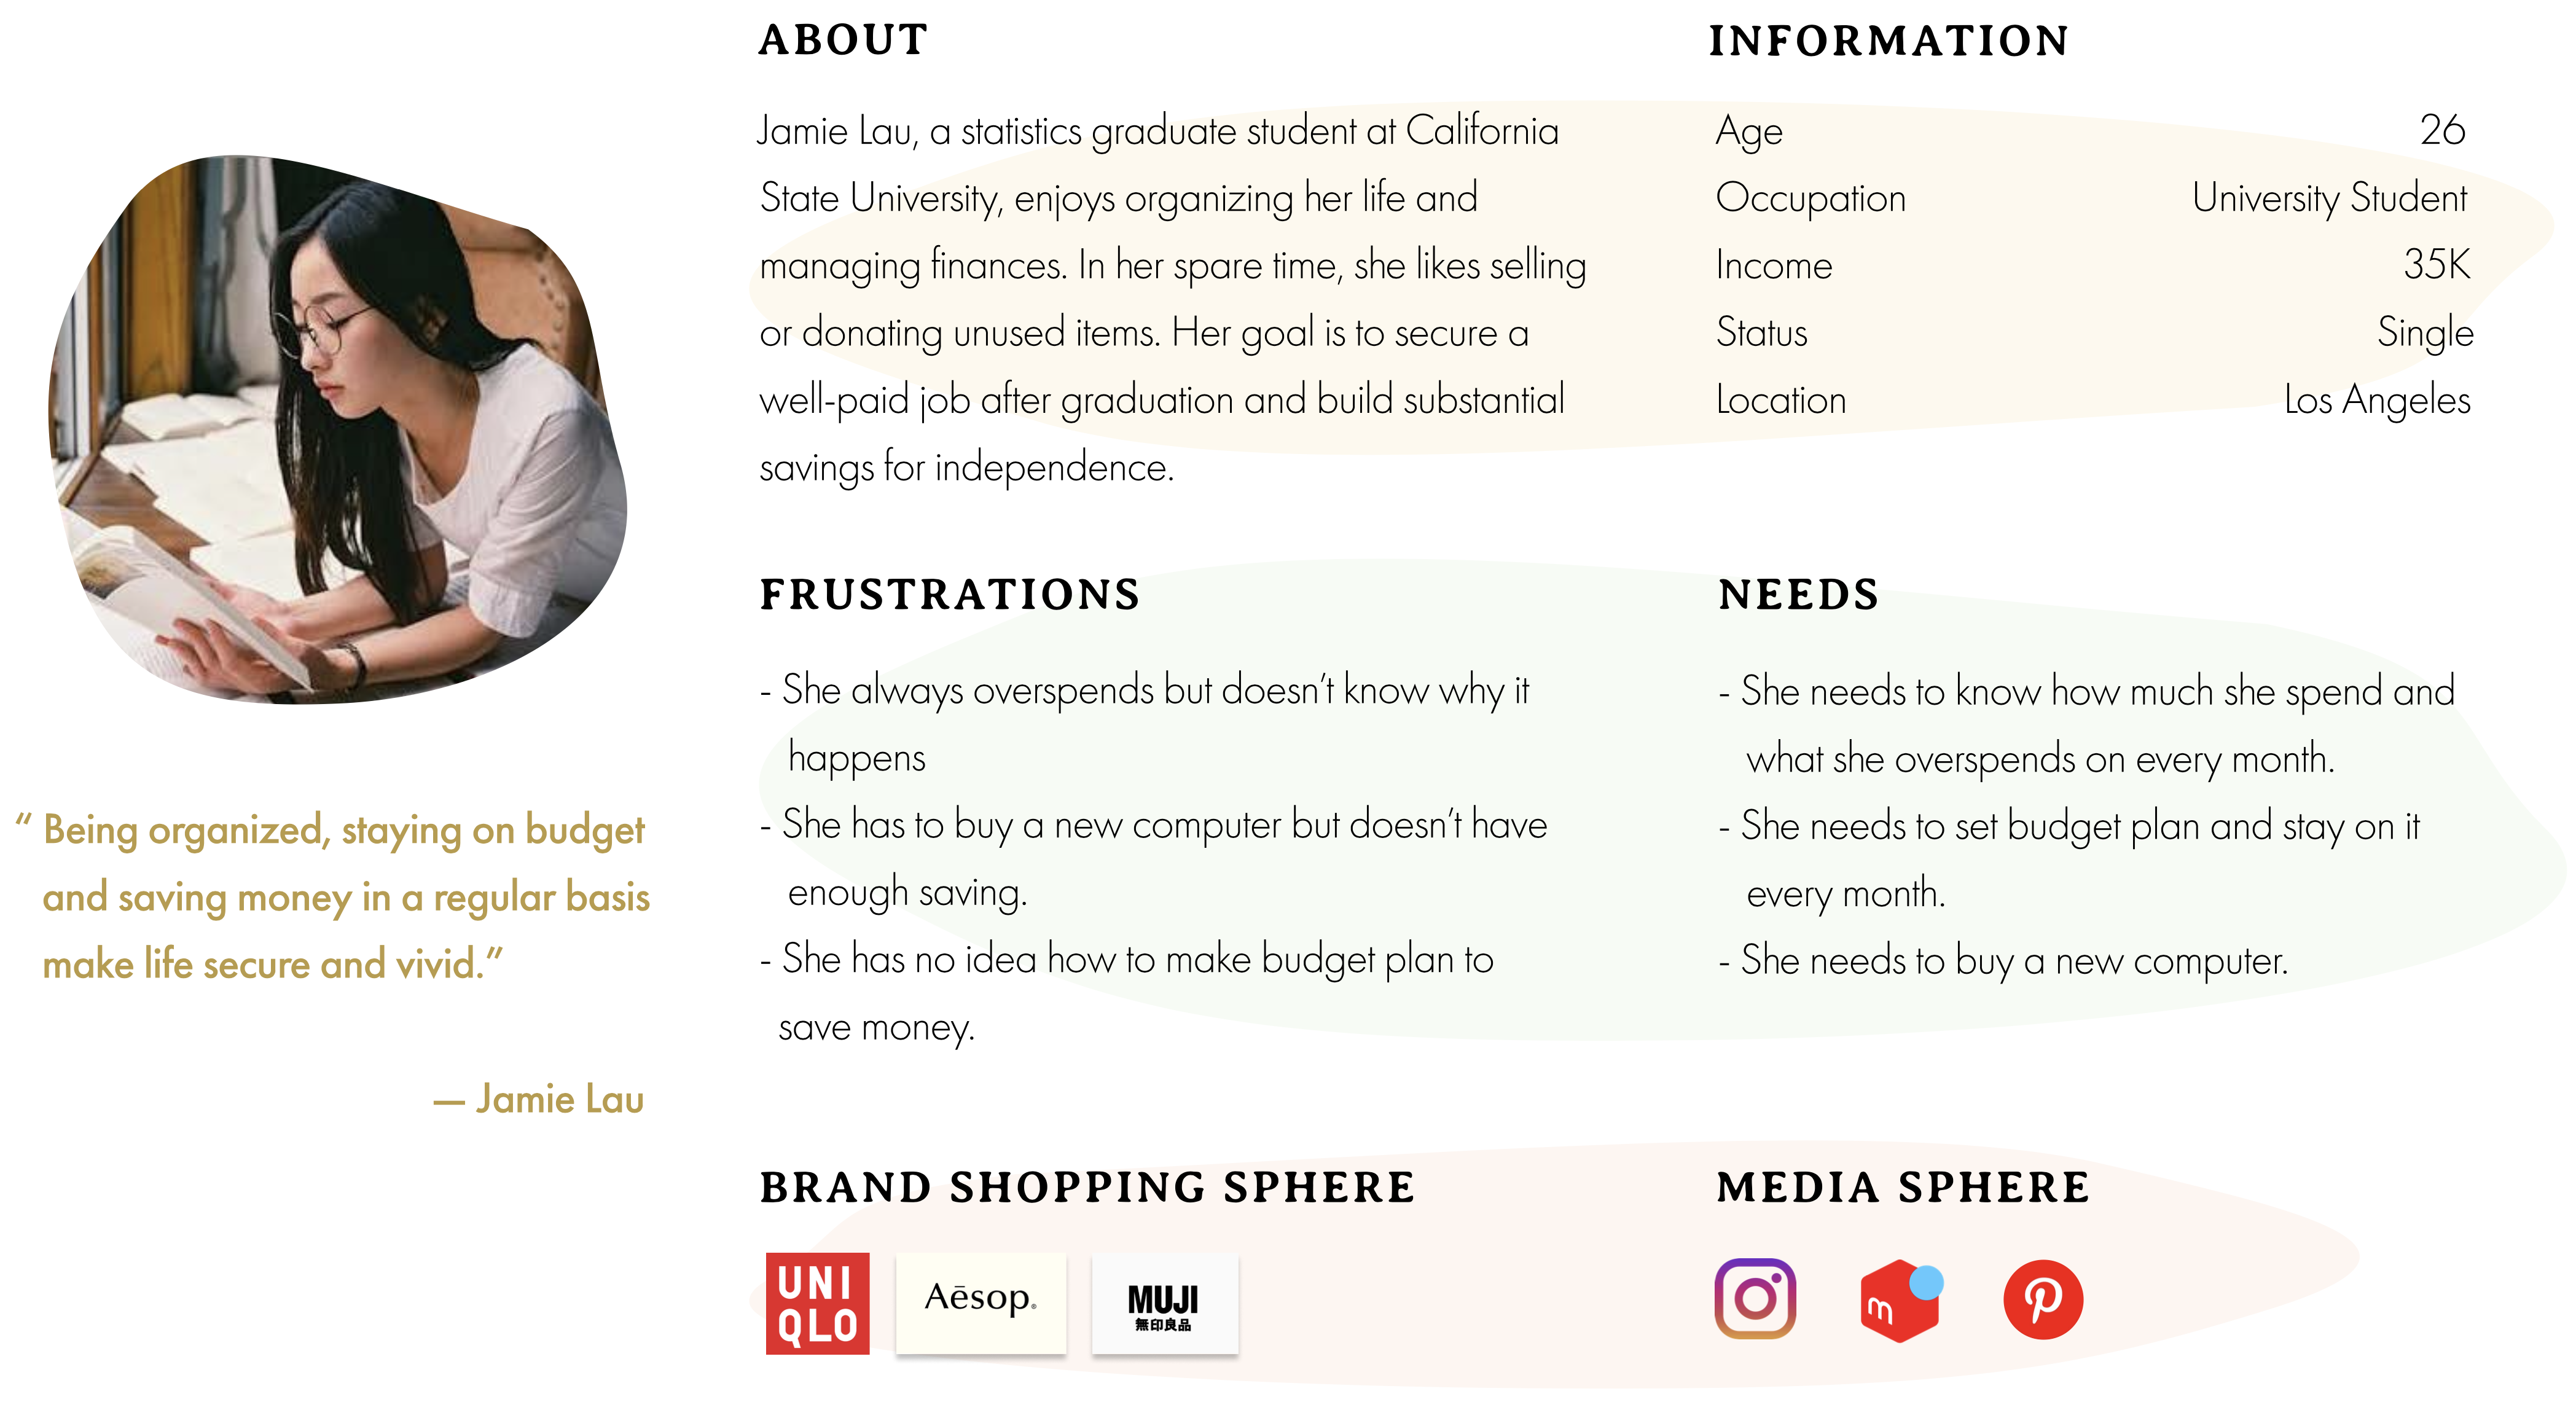 ABOUT
Jamie Lau, a statistics graduate student at California
State University, enjoys organizing her life and
managing finances. In her spare time, she likes selling
or donating unused items. Her goal is to secure a
well-paid job after graduation and build substantial
savings for independence.
INFORMATION
Age 26
Occupation University Student
Income 35K
Status Single
Location Los Angeles
“ Being organized, staying on budget
and saving money in a regular basis
make life secure and vivid.”
— Jamie Lau
FRUSTRATIONS
- She always overspends but doesn’t know why it
happens
- She has to buy a new computer but doesn’t have
enough saving.
- She has no idea how to make budget plan to
save money.
NEEDS
- She needs to know how much she spend and
what she overspends on every month.
- She needs to set budget plan and stay on it
every month.
- She needs to buy a new computer.
BRAND SHOPPING SPHERE
UNI
QLO
Aēsop.
MUJI
無印良品
MEDIA SPHERE
m